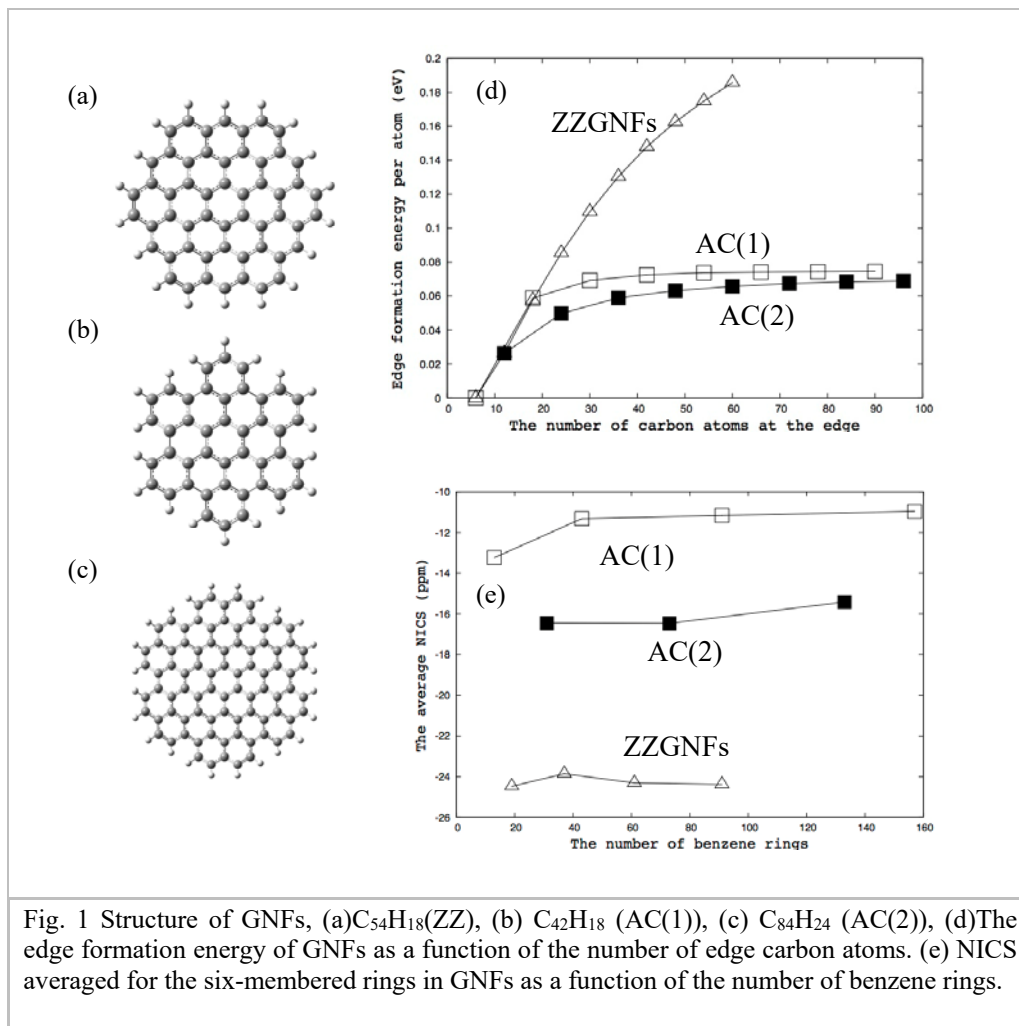 (a)
(b)
(c)
(d)
Edge formation energy per atom (eV)
0.2
0.18
0.16
0.14
0.12
0.1
0.08
0.06
0.04
0.02
0
ZZGNFs
AC(1)
AC(2)
0 10 20 30 40 50 60 70 80 90 100
The number of carbon atoms at the edge
(e)
The average NICS (ppm)
-10
-12
-14
-16
-18
-20
-22
-24
-26
AC(1)
AC(2)
ZZGNFs
0 20 40 60 80 100 120 140 160
The number of benzene rings
Fig. 1 Structure of GNFs, (a)C₅₄H₁₈(ZZ), (b) C₄₂H₁₈ (AC(1)), (c) C₈₄H₂₄ (AC(2)), (d)The
edge formation energy of GNFs as a function of the number of edge carbon atoms. (e) NICS
averaged for the six-membered rings in GNFs as a function of the number of benzene rings.